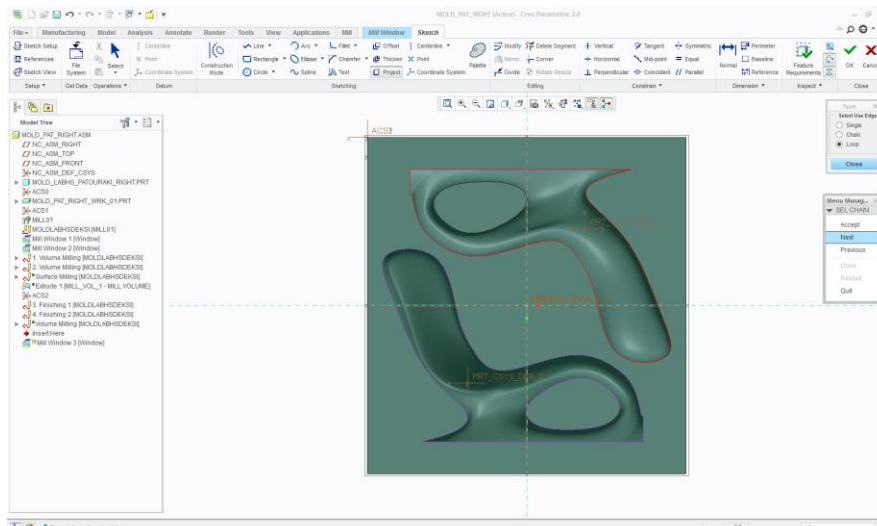 MOLD_PAT_RIGHT (Active) - Creo Parametric 2.0
File Manufacturing Model Analysis Annotate Render Tools View Applications Mill Mill Window Sketch
Sketch Setup
References
Sketch View
Setup
File System
Get Data
Select
Operations
Centerline
Point
Coordinate System
Datum
Construction Mode
Line Arc Fillet Offset Centerline
Rectangle Ellipse Chamfer Thicken Point
Circle Spline Text Project Coordinate System
Palette
Sketching
Modify Delete Segment
Mirror Corner
Divide Rotate Resize
Editing
Vertical Tangent Symmetric
Horizontal Mid-point Equal
Perpendicular Coincident Parallel
Constrain
Normal
Perimeter
Baseline
Reference
Dimension
Feature Requirements
Inspect
OK
Close
Model Tree
MOLD_PAT_RIGHT.ASM
NC_ASM_RIGHT
NC_ASM_TOP
NC_ASM_FRONT
NC_ASM_DEF_CSYS
MOLD_LABHS_PATOURAKI_RIGHT.PRT
ACS0
MOLD_PAT_RIGHT_WRK_01.PRT
ACS1
MILL01
MOLDLABHSDEKSI [MILL01]
Mill Window 1 [Window]
Mill Window 2 [Window]
1. Volume Milling [MOLDLABHSDEKSI]
2. Volume Milling [MOLDLABHSDEKSI]
Surface Milling [MOLDLABHSDEKSI]
Extrude 1 [MILL_VOL_1 - MILL VOLUME]
ACS2
3. Finishing 1 [MOLDLABHSDEKSI]
4. Finishing 2 [MOLDLABHSDEKSI]
Volume Milling [MOLDLABHSDEKSI]
Insert Here
Mill Window 3 [Window]
Type
Select Use Edge
Single
Chain
Loop
Close
Menu Manag...
SEL CHAIN
Accept
Next
Previous
Done
Restart
Quit